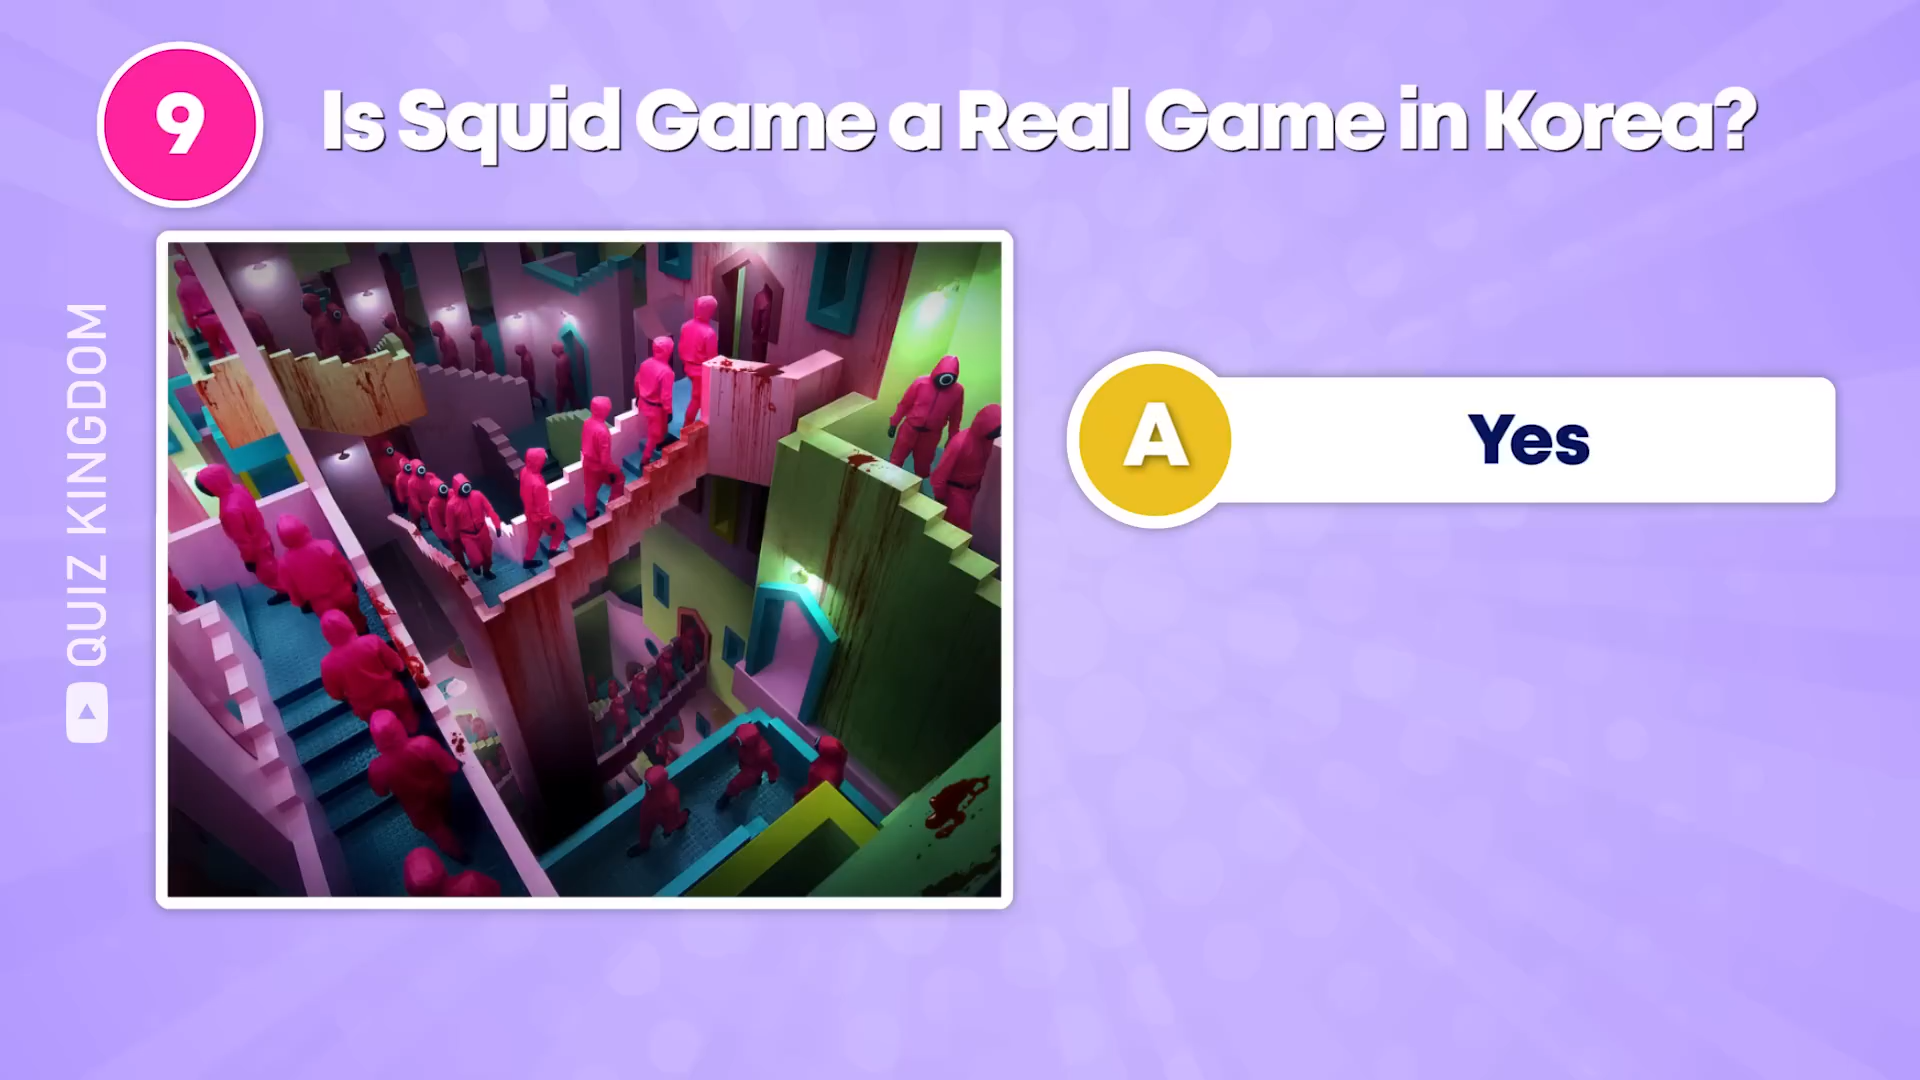 9
Is Squid Game a Real Game in Korea?
QUIZ KINGDOM
A
Yes